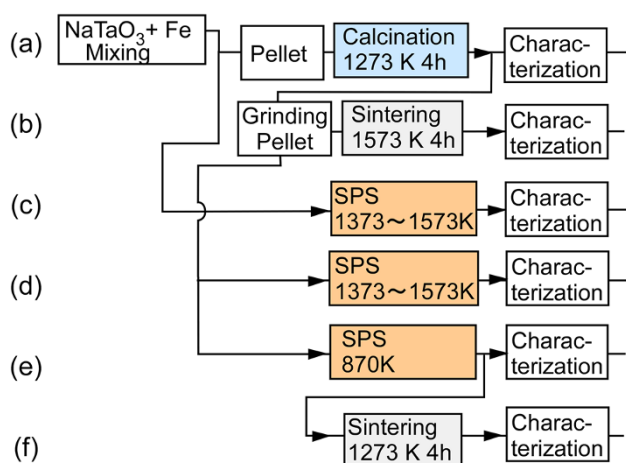 (a)
NaTaO3+ Fe
Mixing
Pellet
Calcination
1273 K 4h
Charac-
terization
(b)
Grinding
Pellet
Sintering
1573 K 4h
Charac-
terization
(c)
SPS
1373～1573K
Charac-
terization
(d)
SPS
1373～1573K
Charac-
terization
(e)
SPS
870K
Charac-
terization
(f)
Sintering
1273 K 4h
Charac-
terization